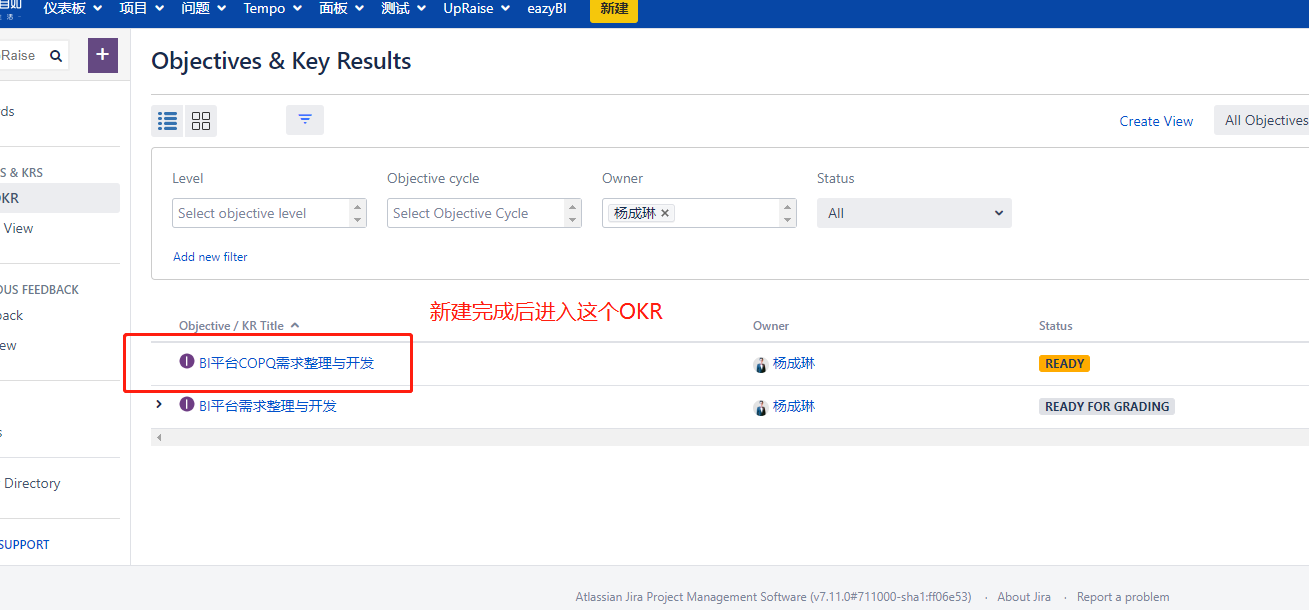 仪表板 项目 问题 Tempo 面板 测试 UpRaise eazyBI 新建
Raise +
Objectives & Key Results
ds
Create View All Objectives
S & KRS
Level Objective cycle Owner Status
OKR
Select objective level Select Objective Cycle 杨成琳 × All
View
Add new filter
OUS FEEDBACK
back
新建完成后进入这个OKR
Objective / KR Title Owner Status
ew
I BI平台COPQ需求整理与开发 杨成琳 READY
I BI平台需求整理与开发 杨成琳 READY FOR GRADING
s
Directory
SUPPORT
Atlassian Jira Project Management Software (v7.11.0#711000-sha1:ff06e53) · About Jira · Report a problem